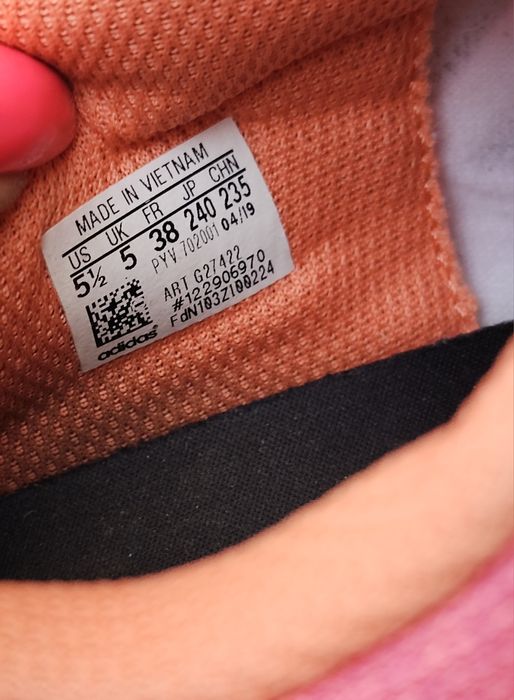 MADE IN VIETNAM
US UK FR JP CHN
5½ 5 38 240 235
PYV 702001 04/19
ART G27422
#122906970
FdN103ZI00224
adidas